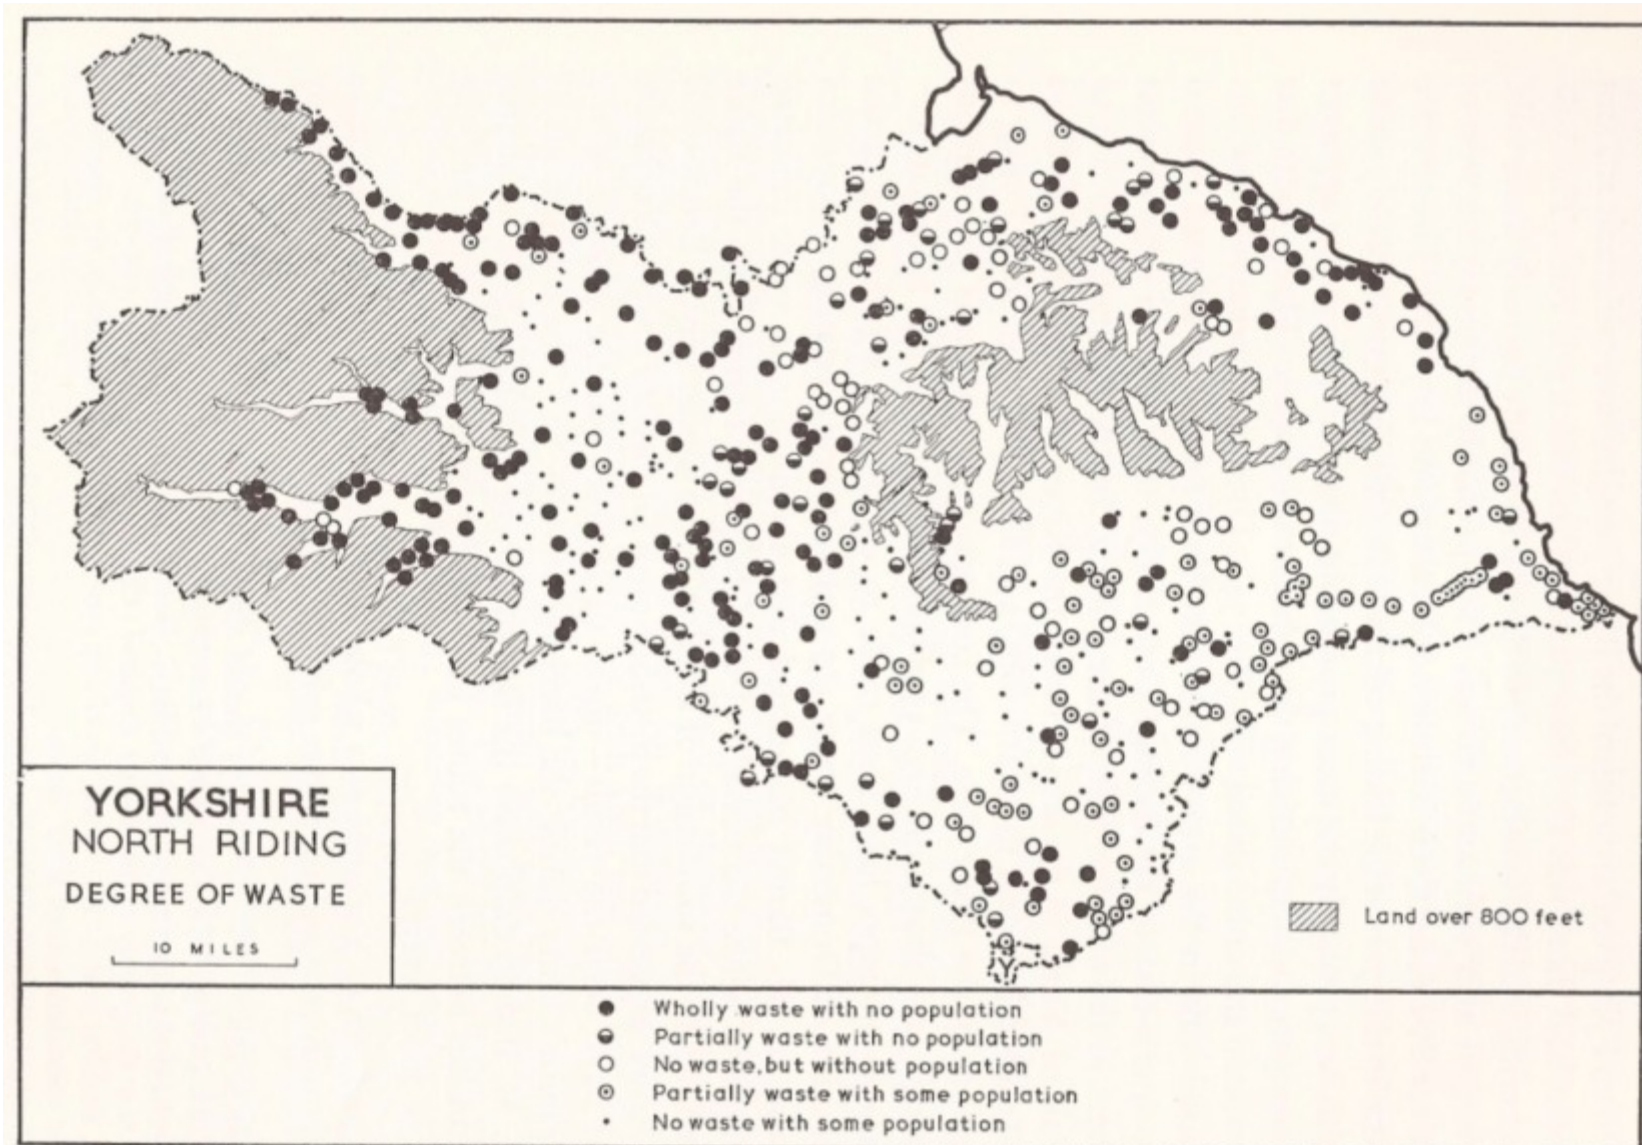 YORKSHIRE
NORTH RIDING
DEGREE OF WASTE
10 MILES
Land over 800 feet
Y
Wholly waste with no population
Partially waste with no population
No waste, but without population
Partially waste with some population
No waste with some population